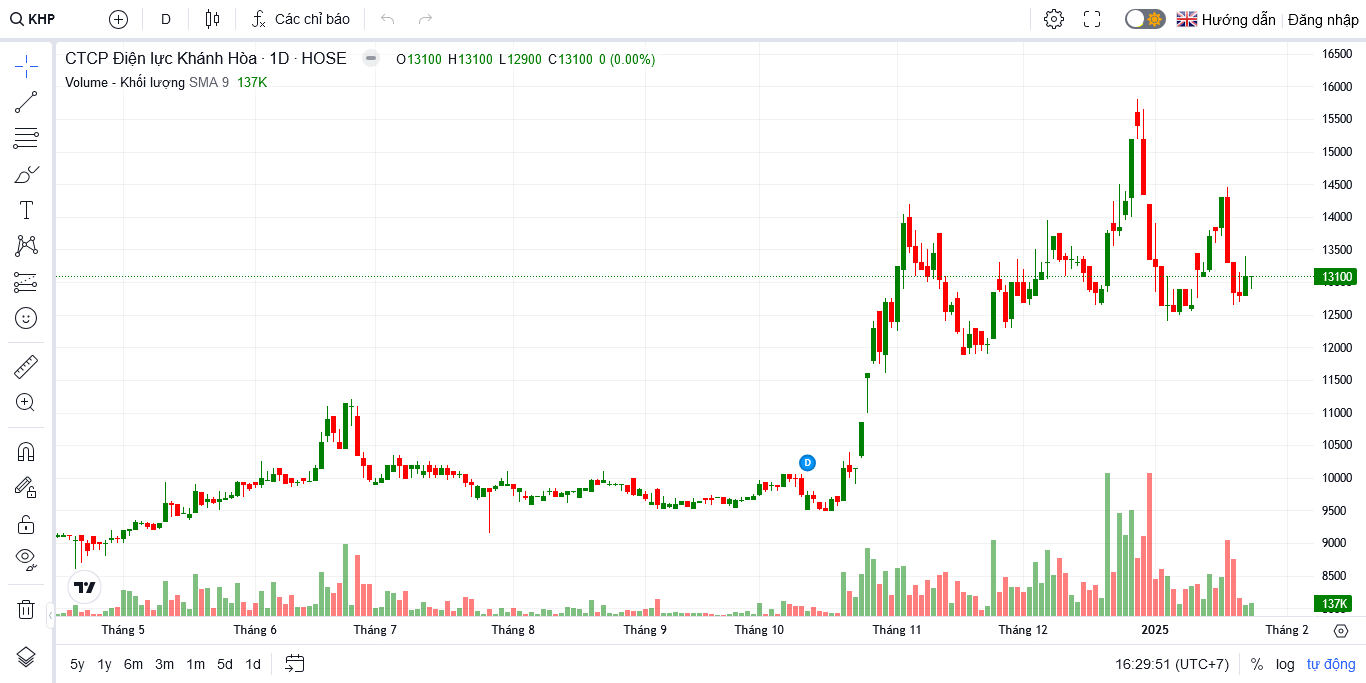 KHP D Các chỉ báo Hướng dẫn Đăng nhập
CTCP Điện lực Khánh Hòa · 1D · HOSE O13100 H13100 L12900 C13100 0 (0.00%)
Volume - Khối lượng SMA 9 137K
16500
16000
15500
15000
14500
14000
13500
13100
12500
12000
11500
11000
10500
10000
9500
9000
8500
137K
D
Tháng 5 Tháng 6 Tháng 7 Tháng 8 Tháng 9 Tháng 10 Tháng 11 Tháng 12 2025 Tháng 2
5y 1y 6m 3m 1m 5d 1d 16:29:51 (UTC+7) % log tự động